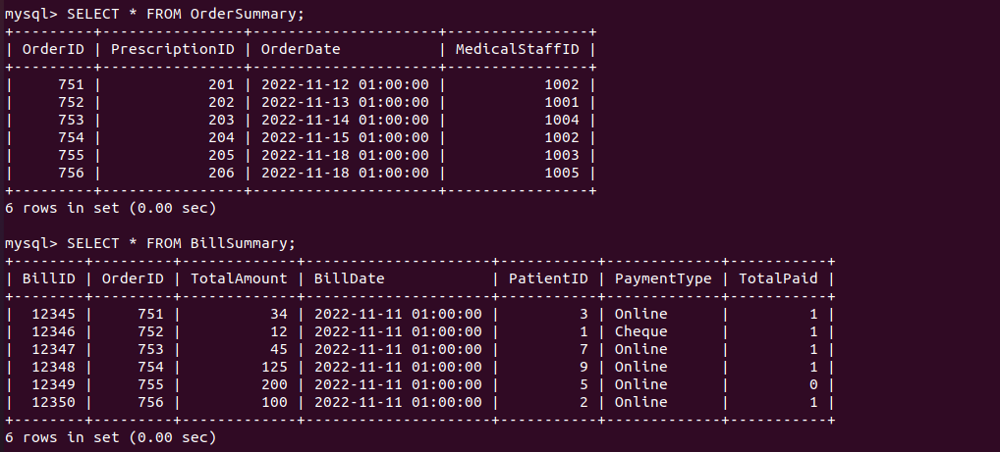 mysql> SELECT * FROM OrderSummary;
+---------+----------------+---------------------+----------------+
| OrderID | PrescriptionID | OrderDate           | MedicalStaffID |
+---------+----------------+---------------------+----------------+
|     751 |            201 | 2022-11-12 01:00:00 |           1002 |
|     752 |            202 | 2022-11-13 01:00:00 |           1001 |
|     753 |            203 | 2022-11-14 01:00:00 |           1004 |
|     754 |            204 | 2022-11-15 01:00:00 |           1002 |
|     755 |            205 | 2022-11-18 01:00:00 |           1003 |
|     756 |            206 | 2022-11-18 01:00:00 |           1005 |
+---------+----------------+---------------------+----------------+
6 rows in set (0.00 sec)

mysql> SELECT * FROM BillSummary;
+--------+---------+-------------+---------------------+-----------+-------------+-----------+
| BillID | OrderID | TotalAmount | BillDate            | PatientID | PaymentType | TotalPaid |
+--------+---------+-------------+---------------------+-----------+-------------+-----------+
|  12345 |     751 |          34 | 2022-11-11 01:00:00 |         3 | Online      |         1 |
|  12346 |     752 |          12 | 2022-11-11 01:00:00 |         1 | Cheque      |         1 |
|  12347 |     753 |          45 | 2022-11-11 01:00:00 |         7 | Online      |         1 |
|  12348 |     754 |         125 | 2022-11-11 01:00:00 |         9 | Online      |         1 |
|  12349 |     755 |         200 | 2022-11-11 01:00:00 |         5 | Online      |         0 |
|  12350 |     756 |         100 | 2022-11-11 01:00:00 |         2 | Online      |         1 |
+--------+---------+-------------+---------------------+-----------+-------------+-----------+
6 rows in set (0.00 sec)